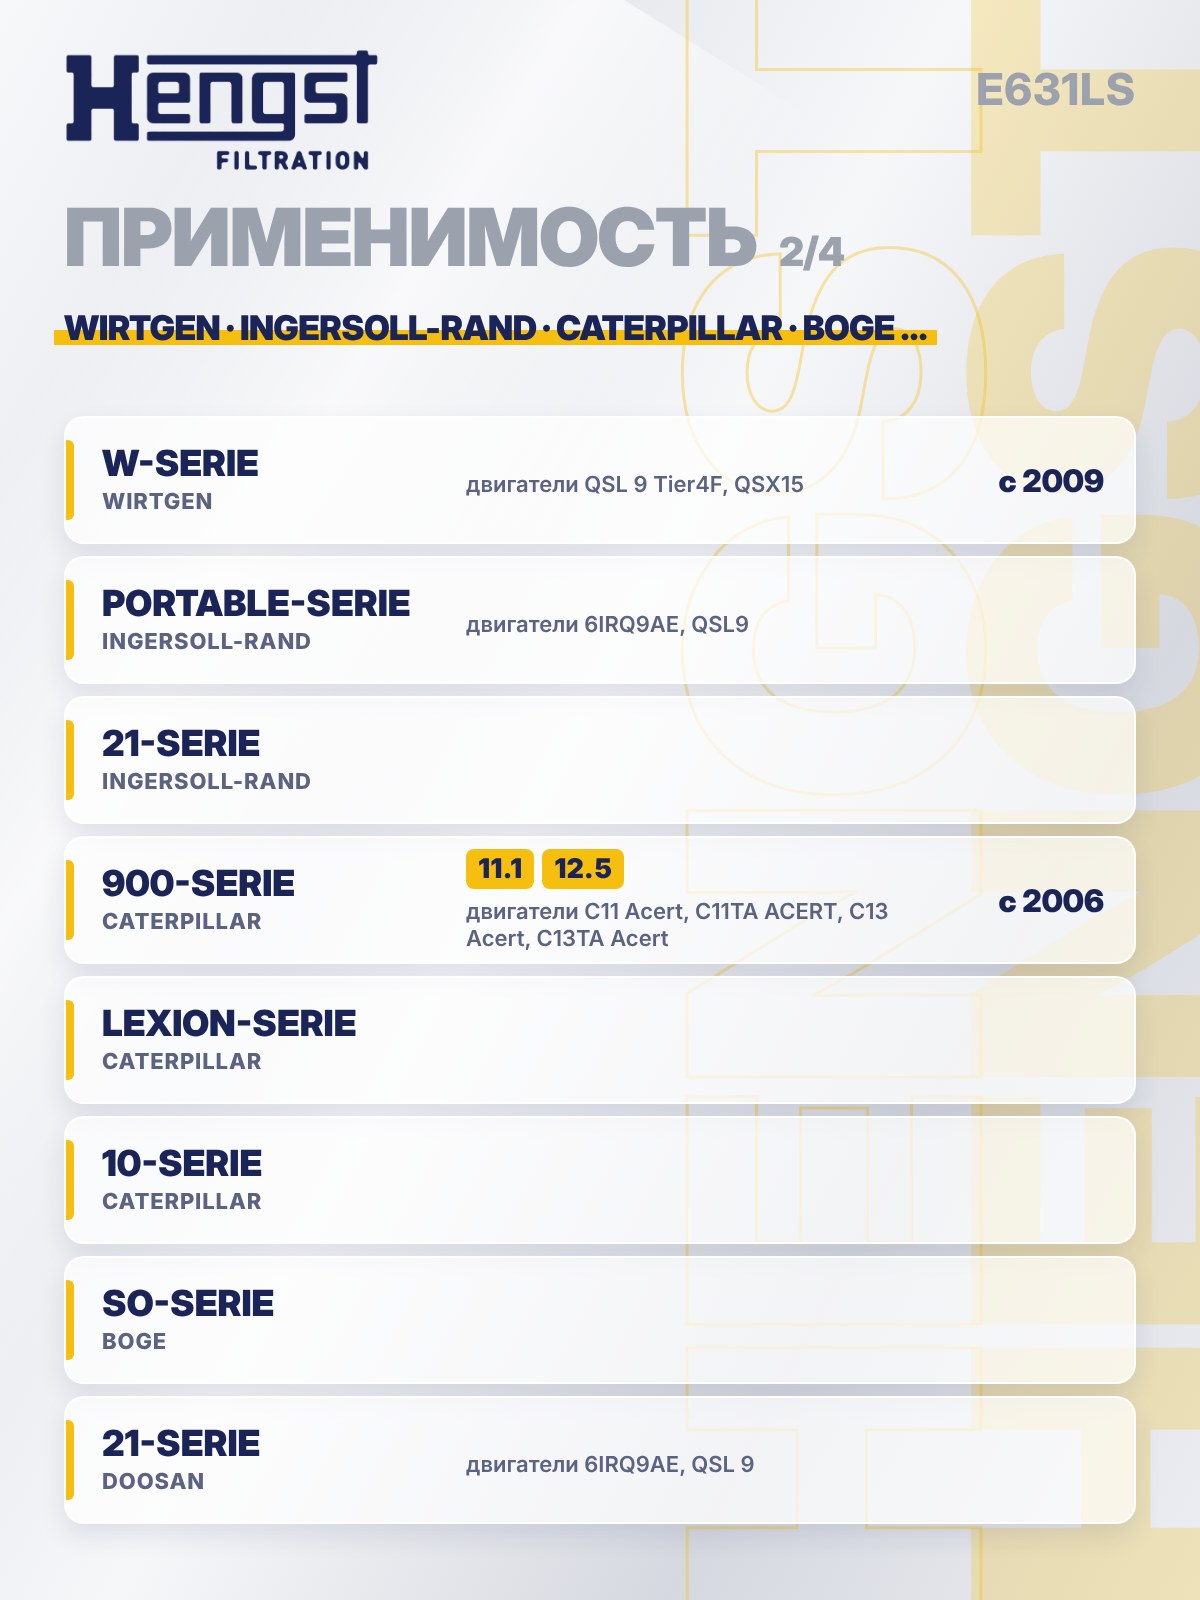 Hengst
FILTRATION
E631LS
ПРИМЕНИМОСТЬ 2/4
WIRTGEN · INGERSOLL-RAND · CATERPILLAR · BOGE ...
W-SERIE
WIRTGEN
двигатели QSL 9 Tier4F, QSX15
с 2009
PORTABLE-SERIE
INGERSOLL-RAND
двигатели 6IRQ9AE, QSL9
21-SERIE
INGERSOLL-RAND
900-SERIE
CATERPILLAR
11.1 12.5
двигатели C11 Acert, C11TA ACERT, C13
Acert, C13TA Acert
с 2006
LEXION-SERIE
CATERPILLAR
10-SERIE
CATERPILLAR
SO-SERIE
BOGE
21-SERIE
DOOSAN
двигатели 6IRQ9AE, QSL 9
HENGST
HENGST